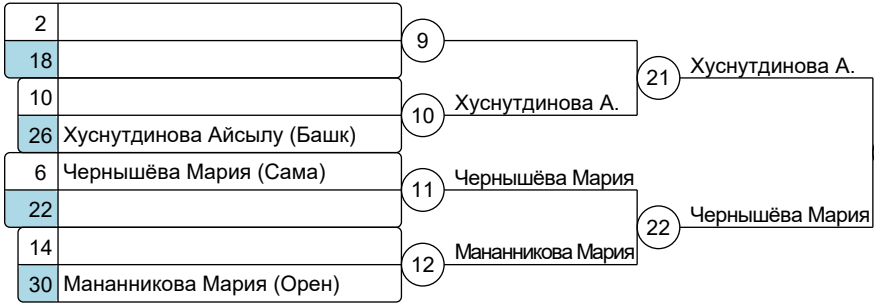 2
9
18
21 Хуснутдинова А.
10
10 Хуснутдинова А.
26 Хуснутдинова Айсылу (Башк)
6 Чернышёва Мария (Сама)
11 Чернышёва Мария
22
22 Чернышёва Мария
14
12 Мананникова Мария
30 Мананникова Мария (Орен)